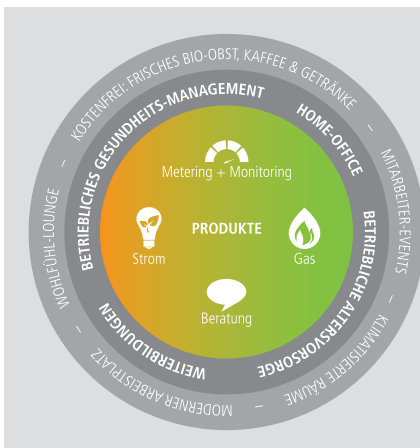 KOSTENFREI: FRISCHES BIO-OBST, KAFFEE & GETRÄNKE – MITARBEITER-EVENTS – KLIMATISIERTE RÄUME – MODERNER ARBEISTPLATZ – WOHLFÜHL-LOUNGE –
BETRIEBLICHES GESUNDHEITS-MANAGEMENT
HOME-OFFICE
BETRIEBLICHE ALTERSVORSORGE
WEITERBILDUNGEN
Metering + Monitoring
PRODUKTE
Strom
Gas
Beratung